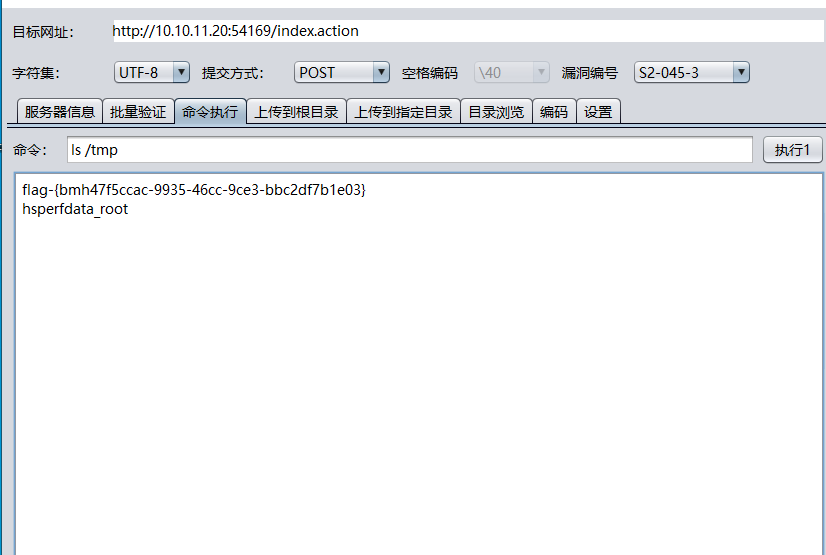 目标网址： http://10.10.11.20:54169/index.action
字符集： UTF-8 提交方式： POST 空格编码 \40 漏洞编号 S2-045-3
服务器信息 批量验证 命令执行 上传到根目录 上传到指定目录 目录浏览 编码 设置
命令： ls /tmp 执行1
flag-{bmh47f5ccac-9935-46cc-9ce3-bbc2df7b1e03}
hsperfdata_root